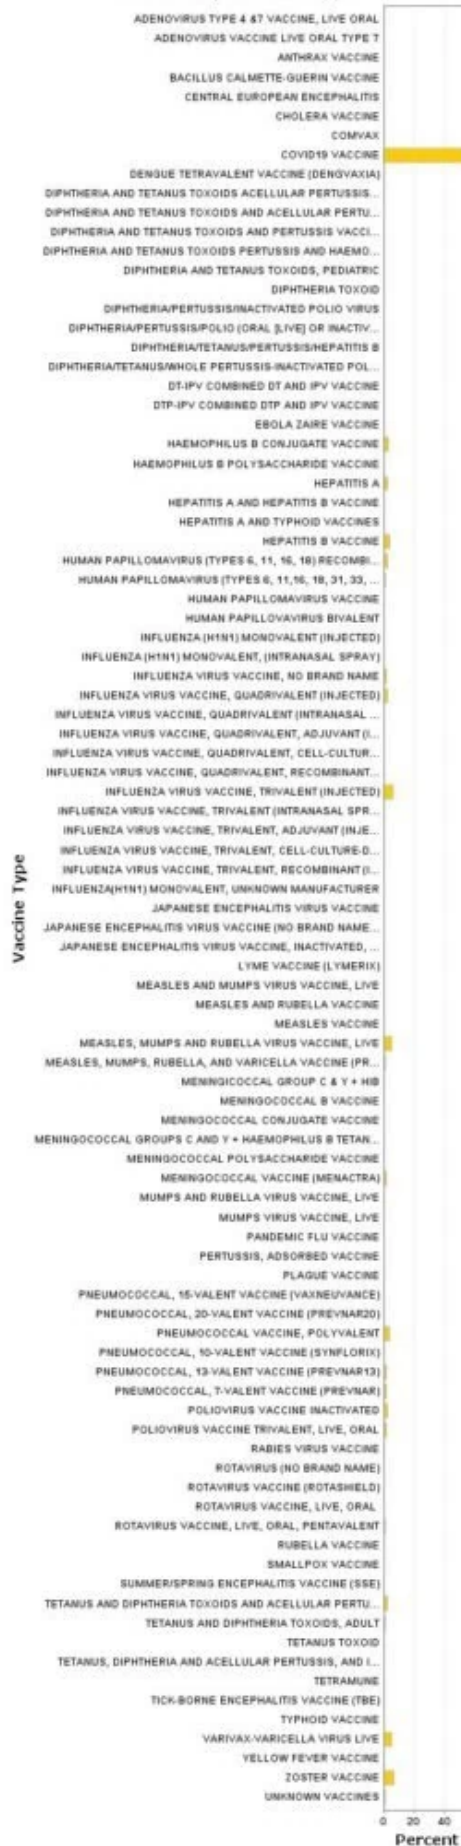 ADENOVIRUS TYPE 4 &7 VACCINE, LIVE ORAL
ADENOVIRUS VACCINE LIVE ORAL TYPE 7
ANTHRAX VACCINE
BACILLUS CALMETTE-GUERIN VACCINE
CENTRAL EUROPEAN ENCEPHALITIS
CHOLERA VACCINE
COMVAX
COVID19 VACCINE
DENGUE TETRAVALENT VACCINE (DENGVAXIA)
DIPHTHERIA AND TETANUS TOXOIDS ACELLULAR PERTUSSIS...
DIPHTHERIA AND TETANUS TOXOIDS AND ACELLULAR PERTU...
DIPHTHERIA AND TETANUS TOXOIDS AND PERTUSSIS VACCI...
DIPHTHERIA AND TETANUS TOXOIDS PERTUSSIS AND HAEMO...
DIPHTHERIA AND TETANUS TOXOIDS, PEDIATRIC
DIPHTHERIA TOXOID
DIPHTHERIA/PERTUSSIS/INACTIVATED POLIO VIRUS
DIPHTHERIA/PERTUSSIS/POLIO (ORAL [LIVE] OR INACTIV...
DIPHTHERIA/TETANUS/PERTUSSIS/HEPATITIS B
DIPHTHERIA/TETANUS/WHOLE PERTUSSIS-INACTIVATED POL...
DT-IPV COMBINED DT AND IPV VACCINE
DTP-IPV COMBINED DTP AND IPV VACCINE
EBOLA ZAIRE VACCINE
HAEMOPHILUS B CONJUGATE VACCINE
HAEMOPHILUS B POLYSACCHARIDE VACCINE
HEPATITIS A
HEPATITIS A AND HEPATITIS B VACCINE
HEPATITIS A AND TYPHOID VACCINES
HEPATITIS B VACCINE
HUMAN PAPILLOMAVIRUS (TYPES 6, 11, 16, 18) RECOMBI...
HUMAN PAPILLOMAVIRUS (TYPES 6, 11,16, 18, 31, 33, ...
HUMAN PAPILLOMAVIRUS VACCINE
HUMAN PAPILLOVAVIRUS BIVALENT
INFLUENZA (H1N1) MONOVALENT (INJECTED)
INFLUENZA (H1N1) MONOVALENT, (INTRANASAL SPRAY)
INFLUENZA VIRUS VACCINE, NO BRAND NAME
INFLUENZA VIRUS VACCINE, QUADRIVALENT (INJECTED)
INFLUENZA VIRUS VACCINE, QUADRIVALENT (INTRANASAL ...
INFLUENZA VIRUS VACCINE, QUADRIVALENT, ADJUVANT (I...
INFLUENZA VIRUS VACCINE, QUADRIVALENT, CELL-CULTUR...
INFLUENZA VIRUS VACCINE, QUADRIVALENT, RECOMBINANT...
INFLUENZA VIRUS VACCINE, TRIVALENT (INJECTED)
INFLUENZA VIRUS VACCINE, TRIVALENT (INTRANASAL SPR...
INFLUENZA VIRUS VACCINE, TRIVALENT, ADJUVANT (INJE...
INFLUENZA VIRUS VACCINE, TRIVALENT, CELL-CULTURE-D...
INFLUENZA VIRUS VACCINE, TRIVALENT, RECOMBINANT (I...
INFLUENZA(H1N1) MONOVALENT, UNKNOWN MANUFACTURER
JAPANESE ENCEPHALITIS VIRUS VACCINE
JAPANESE ENCEPHALITIS VIRUS VACCINE (NO BRAND NAME...
JAPANESE ENCEPHALITIS VIRUS VACCINE, INACTIVATED, ...
LYME VACCINE (LYMERIX)
MEASLES AND MUMPS VIRUS VACCINE, LIVE
MEASLES AND RUBELLA VACCINE
MEASLES VACCINE
MEASLES, MUMPS AND RUBELLA VIRUS VACCINE, LIVE
MEASLES, MUMPS, RUBELLA, AND VARICELLA VACCINE (PR...
MENINGICOCCAL GROUP C & Y + HIB
MENINGOCOCCAL B VACCINE
MENINGOCOCCAL CONJUGATE VACCINE
MENINGOCOCCAL GROUPS C AND Y + HAEMOPHILUS B TETAN...
MENINGOCOCCAL POLYSACCHARIDE VACCINE
MENINGOCOCCAL VACCINE (MENACTRA)
MUMPS AND RUBELLA VIRUS VACCINE, LIVE
MUMPS VIRUS VACCINE, LIVE
PANDEMIC FLU VACCINE
PERTUSSIS, ADSORBED VACCINE
PLAGUE VACCINE
PNEUMOCOCCAL, 15-VALENT VACCINE (VAXNEUVANCE)
PNEUMOCOCCAL, 20-VALENT VACCINE (PREVNAR20)
PNEUMOCOCCAL VACCINE, POLYVALENT
PNEUMOCOCCAL, 10-VALENT VACCINE (SYNFLORIX)
PNEUMOCOCCAL, 13-VALENT VACCINE (PREVNAR13)
PNEUMOCOCCAL, 7-VALENT VACCINE (PREVNAR)
POLIOVIRUS VACCINE INACTIVATED
POLIOVIRUS VACCINE TRIVALENT, LIVE, ORAL
RABIES VIRUS VACCINE
ROTAVIRUS (NO BRAND NAME)
ROTAVIRUS VACCINE (ROTASHIELD)
ROTAVIRUS VACCINE, LIVE, ORAL
ROTAVIRUS VACCINE, LIVE, ORAL, PENTAVALENT
RUBELLA VACCINE
SMALLPOX VACCINE
SUMMER/SPRING ENCEPHALITIS VACCINE (SSE)
TETANUS AND DIPHTHERIA TOXOIDS AND ACELLULAR PERTU...
TETANUS AND DIPHTHERIA TOXOIDS, ADULT
TETANUS TOXOID
TETANUS, DIPHTHERIA AND ACELLULAR PERTUSSIS, AND I...
TETRAMUNE
TICK-BORNE ENCEPHALITIS VACCINE (TBE)
TYPHOID VACCINE
VARIVAX-VARICELLA VIRUS LIVE
YELLOW FEVER VACCINE
ZOSTER VACCINE
UNKNOWN VACCINES
Vaccine Type
0 20 40
Percent